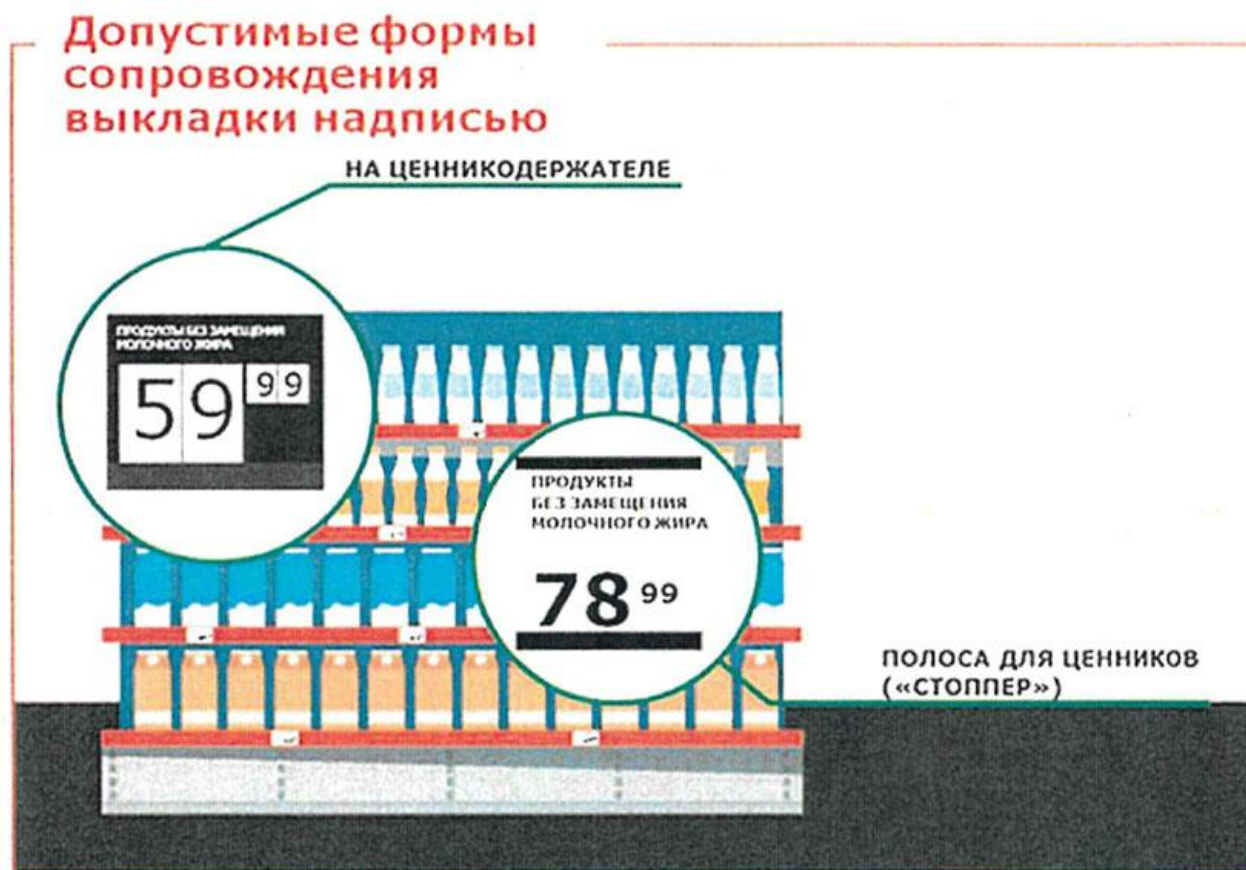 Допустимые формы
сопровождения
выкладки надписью
НА ЦЕННИКОДЕРЖАТЕЛЕ
ПРОДУКТЫ БЕЗ ЗАМЕЩЕНИЯ
МОЛОЧНОГО ЖИРА
59 99
ПРОДУКТЫ
БЕЗ ЗАМЕЩЕНИЯ
МОЛОЧНОГО ЖИРА
78 99
ПОЛОСА ДЛЯ ЦЕННИКОВ
(«СТОППЕР»)